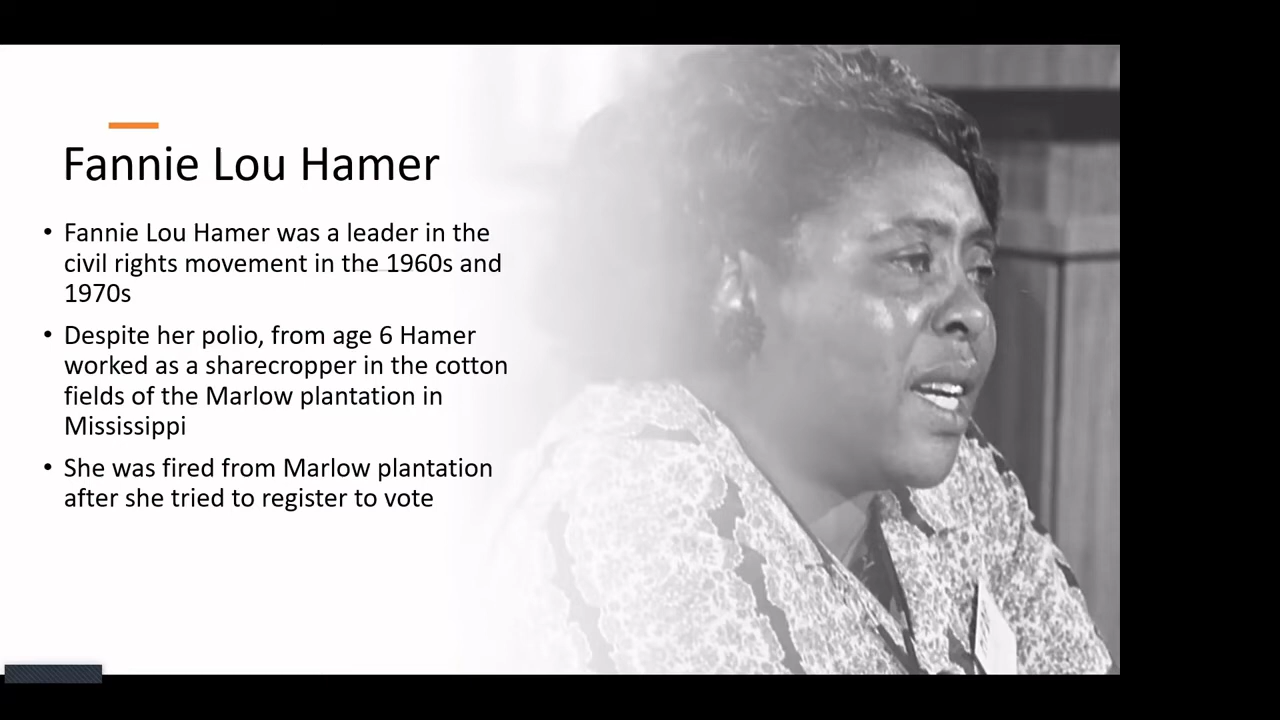 Fannie Lou Hamer
• Fannie Lou Hamer was a leader in the
civil rights movement in the 1960s and
1970s
• Despite her polio, from age 6 Hamer
worked as a sharecropper in the cotton
fields of the Marlow plantation in
Mississippi
• She was fired from Marlow plantation
after she tried to register to vote